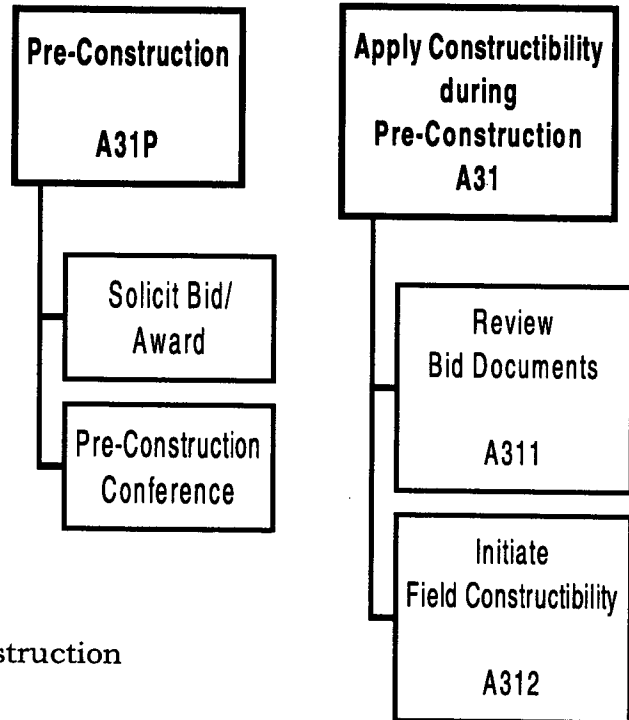 Pre-Construction
A31P
Solicit Bid/
Award
Pre-Construction
Conference
Apply Constructibility
during
Pre-Construction
A31
Review
Bid Documents
A311
Initiate
Field Constructibility
A312
struction